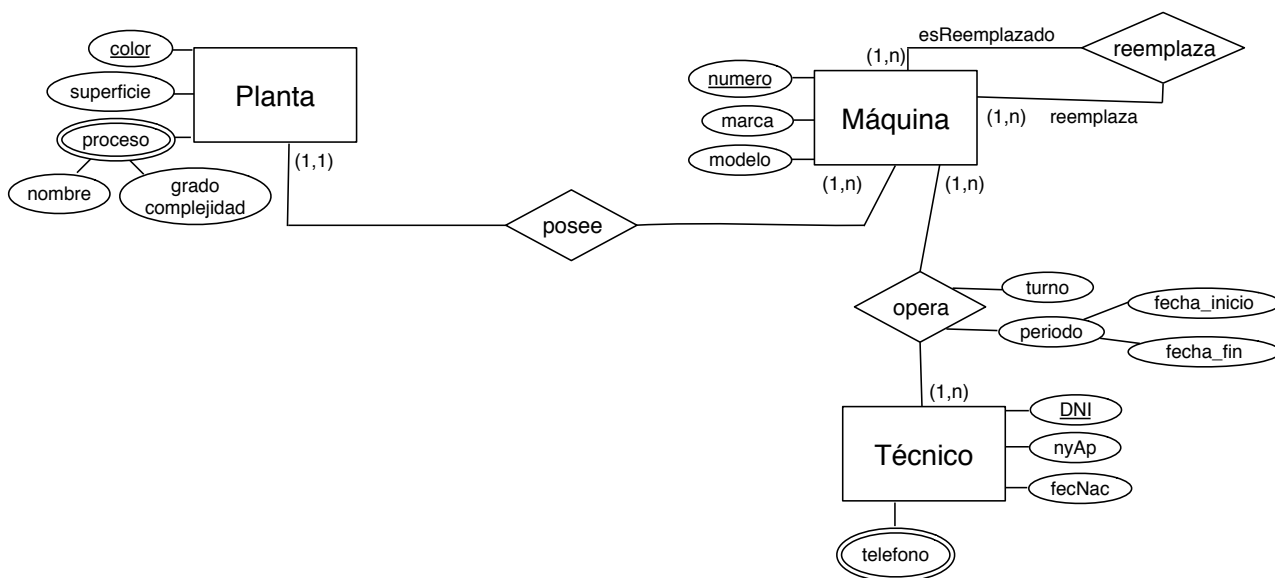 color
superficie
proceso
nombre
grado
complejidad
Planta
(1,1)
posee
numero
marca
modelo
Máquina
(1,n)
esReemplazado
reemplaza
(1,n)
reemplaza
(1,n)
(1,n)
opera
turno
periodo
fecha_inicio
fecha_fin
(1,n)
Técnico
DNI
nyAp
fecNac
telefono